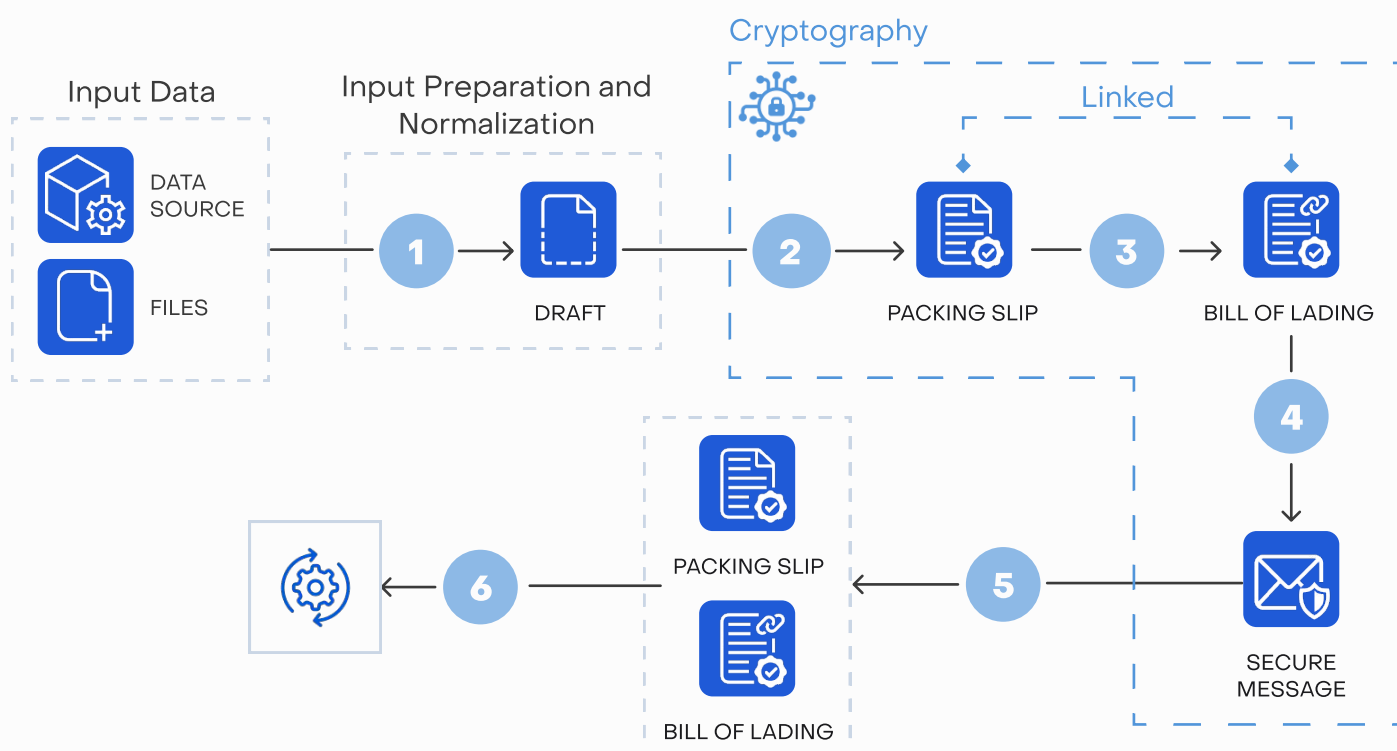 Cryptography
Input Data
Input Preparation and
Normalization
Linked
DATA
SOURCE
FILES
1
DRAFT
2
PACKING SLIP
3
BILL OF LADING
4
SECURE
MESSAGE
5
PACKING SLIP
BILL OF LADING
6